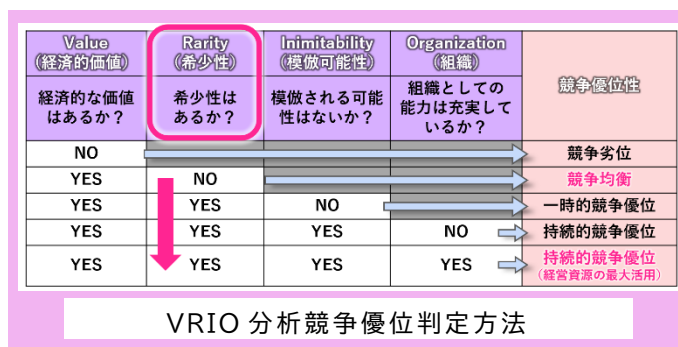 Value
(経済的価値)
Rarity
(希少性)
Inimitability
(模倣可能性)
Organization
(組織)
競争優位性
経済的な価値
はあるか？
希少性は
あるか？
模倣される可能
性はないか？
組織としての
能力は充実して
いるか？
NO 競争劣位
YES NO 競争均衡
YES YES NO 一時的競争優位
YES YES YES NO 持続的競争優位
YES YES YES YES 持続的競争優位
(経営資源の最大活用)
VRIO 分析競争優位判定方法